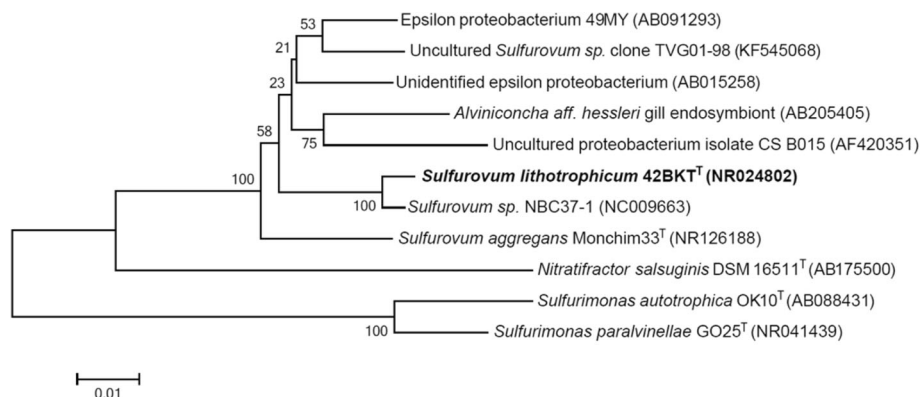 53 Epsilon proteobacterium 49MY (AB091293)
21 Uncultured Sulfurovum sp. clone TVG01-98 (KF545068)
23 Unidentified epsilon proteobacterium (AB015258)
Alviniconcha aff. hessleri gill endosymbiont (AB205405)
58
75 Uncultured proteobacterium isolate CS B015 (AF420351)
100 Sulfurovum lithotrophicum 42BKTᵀ (NR024802)
100 Sulfurovum sp. NBC37-1 (NC009663)
Sulfurovum aggregans Monchim33ᵀ (NR126188)
Nitratifractor salsuginis DSM 16511ᵀ (AB175500)
Sulfurimonas autotrophica OK10ᵀ (AB088431)
100 Sulfurimonas paralvinellae GO25ᵀ (NR041439)
0.01